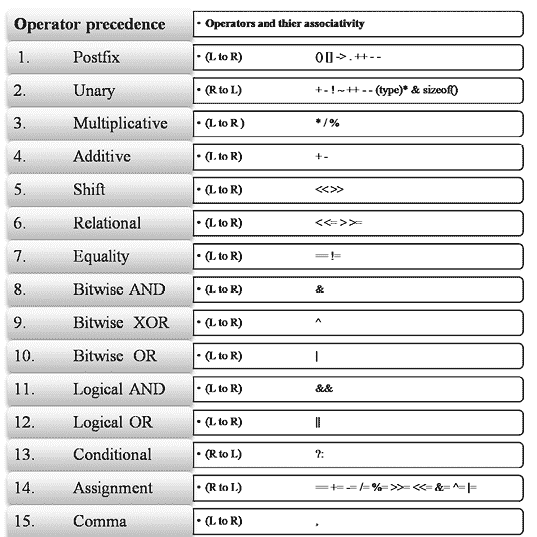 Operator precedence • Operators and thier associativity
1. Postfix • (L to R) () [] -> . ++ - -
2. Unary • (R to L) + - ! ~ ++ - - (type)* & sizeof()
3. Multiplicative • (L to R ) * / %
4. Additive • (L to R) + -
5. Shift • (L to R) <<>>
6. Relational • (L to R) <<=>>=
7. Equality • (L to R) == !=
8. Bitwise AND • (L to R) &
9. Bitwise XOR • (L to R) ^
10. Bitwise OR • (L to R) |
11. Logical AND • (L to R) &&
12. Logical OR • (L to R) ||
13. Conditional • (R to L) ?:
14. Assignment • (R to L) == += -= /= %= >>= <<= &= ^= |=
15. Comma • (L to R) ,